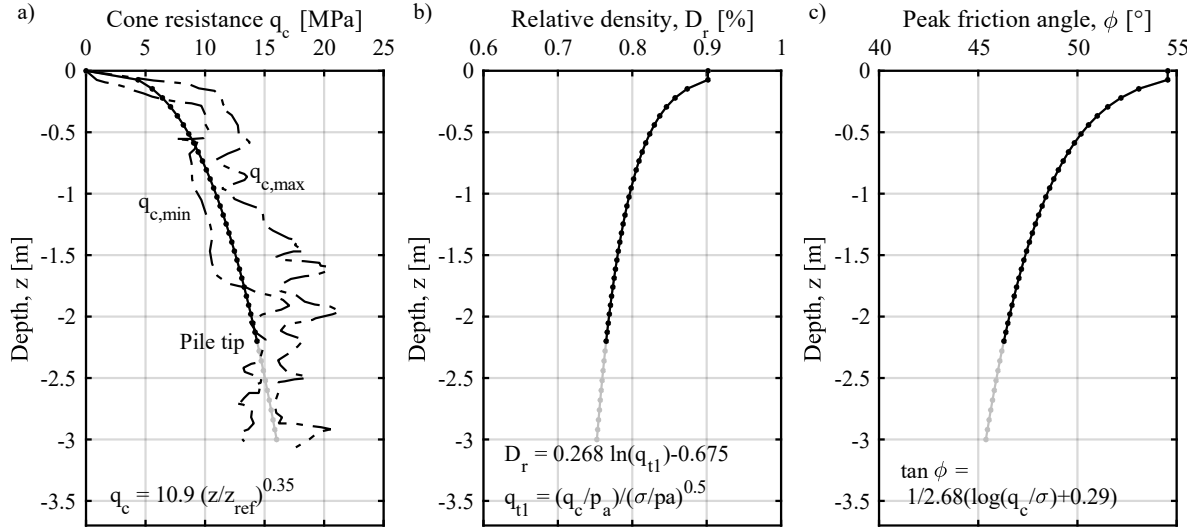 a) Cone resistance q_c [MPa]
0 5 10 15 20 25
0
-0.5
-1
-1.5
-2
-2.5
-3
-3.5
Depth, z [m]
q_c,max
q_c,min
Pile tip
q_c = 10.9 (z/z_ref)^0.35
b) Relative density, D_r [%]
0.6 0.7 0.8 0.9 1
0
-0.5
-1
-1.5
-2
-2.5
-3
-3.5
Depth, z [m]
D_r = 0.268 ln(q_t1)-0.675
q_t1 = (q_c/p_a)/(σ/pa)^0.5
c) Peak friction angle, ϕ [°]
40 45 50 55
0
-0.5
-1
-1.5
-2
-2.5
-3
-3.5
Depth, z [m]
tan ϕ =
1/2.68(log(q_c/σ)+0.29)